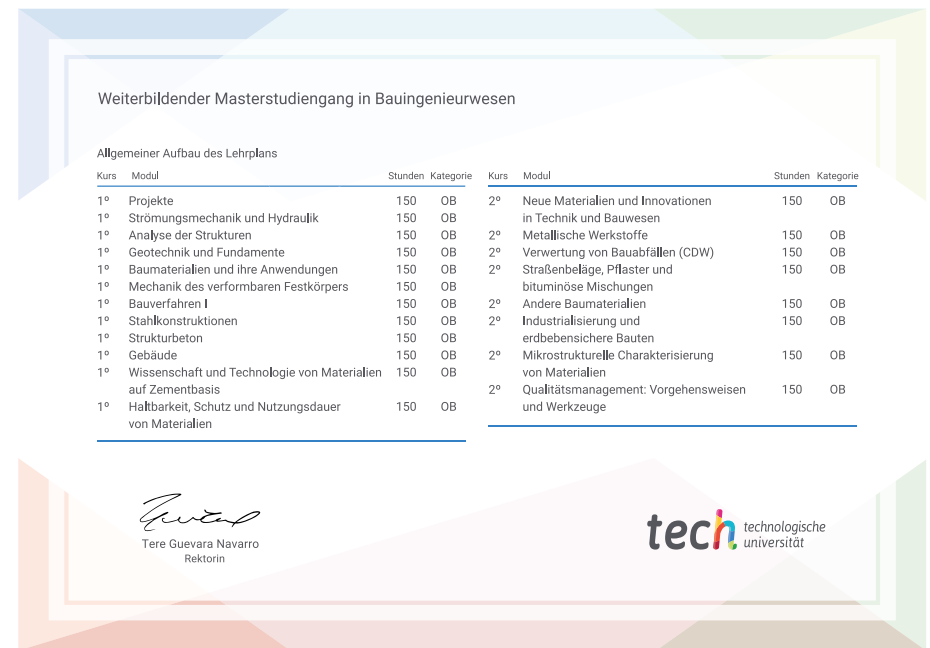 Weiterbildender Masterstudiengang in Bauingenieurwesen
Allgemeiner Aufbau des Lehrplans
Kurs Modul Stunden Kategorie
1º Projekte 150 OB
1º Strömungsmechanik und Hydraulik 150 OB
1º Analyse der Strukturen 150 OB
1º Geotechnik und Fundamente 150 OB
1º Baumaterialien und ihre Anwendungen 150 OB
1º Mechanik des verformbaren Festkörpers 150 OB
1º Bauverfahren I 150 OB
1º Stahlkonstruktionen 150 OB
1º Strukturbeton 150 OB
1º Gebäude 150 OB
1º Wissenschaft und Technologie von Materialien 150 OB
auf Zementbasis
1º Haltbarkeit, Schutz und Nutzungsdauer 150 OB
von Materialien
Kurs Modul Stunden Kategorie
2º Neue Materialien und Innovationen 150 OB
in Technik und Bauwesen
2º Metallische Werkstoffe 150 OB
2º Verwertung von Bauabfällen (CDW) 150 OB
2º Straßenbeläge, Pflaster und 150 OB
bituminöse Mischungen
2º Andere Baumaterialien 150 OB
2º Industrialisierung und 150 OB
erdbebensichere Bauten
2º Mikrostrukturelle Charakterisierung 150 OB
von Materialien
2º Qualitätsmanagement: Vorgehensweisen 150 OB
und Werkzeuge
Tere Guevara Navarro
Rektorin
tech technologische
universität